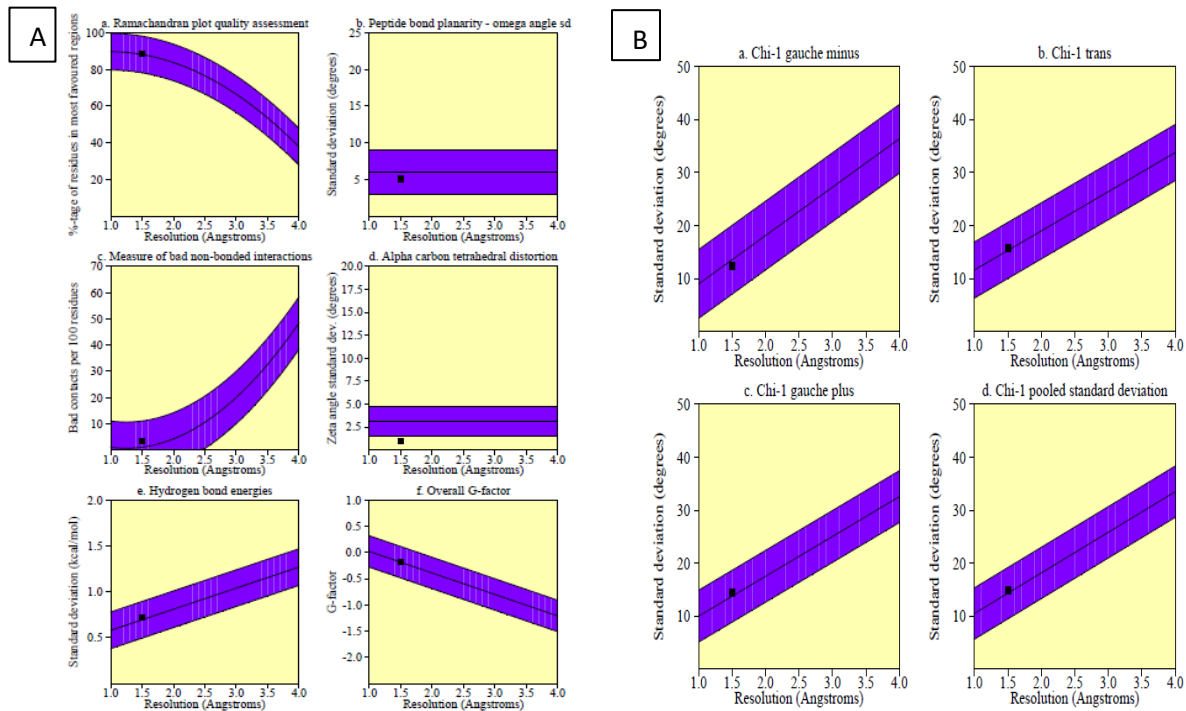 A
a. Ramachandran plot quality assessment
%-tage of residues in most favoured regions
100
80
60
40
20
1.0 1.5 2.0 2.5 3.0 3.5 4.0
Resolution (Angstroms)
b. Peptide bond planarity - omega angle sd
Standard deviation (degrees)
25
20
15
10
5
1.0 1.5 2.0 2.5 3.0 3.5 4.0
Resolution (Angstroms)
c. Measure of bad non-bonded interactions
Bad contacts per 100 residues
70
60
50
40
30
20
10
1.0 1.5 2.0 2.5 3.0 3.5 4.0
Resolution (Angstroms)
d. Alpha carbon tetrahedral distortion
Zeta angle standard dev. (degrees)
20.0
17.5
15.0
12.5
10.0
7.5
5.0
2.5
1.0 1.5 2.0 2.5 3.0 3.5 4.0
Resolution (Angstroms)
e. Hydrogen bond energies
Standard deviation (kcal/mol)
2.0
1.5
1.0
0.5
1.0 1.5 2.0 2.5 3.0 3.5 4.0
Resolution (Angstroms)
f. Overall G-factor
G-factor
1.0
0.5
0.0
-0.5
-1.0
-1.5
-2.0
1.0 1.5 2.0 2.5 3.0 3.5 4.0
Resolution (Angstroms)
B
a. Chi-1 gauche minus
Standard deviation (degrees)
50
40
30
20
10
1.0 1.5 2.0 2.5 3.0 3.5 4.0
Resolution (Angstroms)
b. Chi-1 trans
Standard deviation (degrees)
50
40
30
20
10
1.0 1.5 2.0 2.5 3.0 3.5 4.0
Resolution (Angstroms)
c. Chi-1 gauche plus
Standard deviation (degrees)
50
40
30
20
10
1.0 1.5 2.0 2.5 3.0 3.5 4.0
Resolution (Angstroms)
d. Chi-1 pooled standard deviation
Standard deviation (degrees)
50
40
30
20
10
1.0 1.5 2.0 2.5 3.0 3.5 4.0
Resolution (Angstroms)